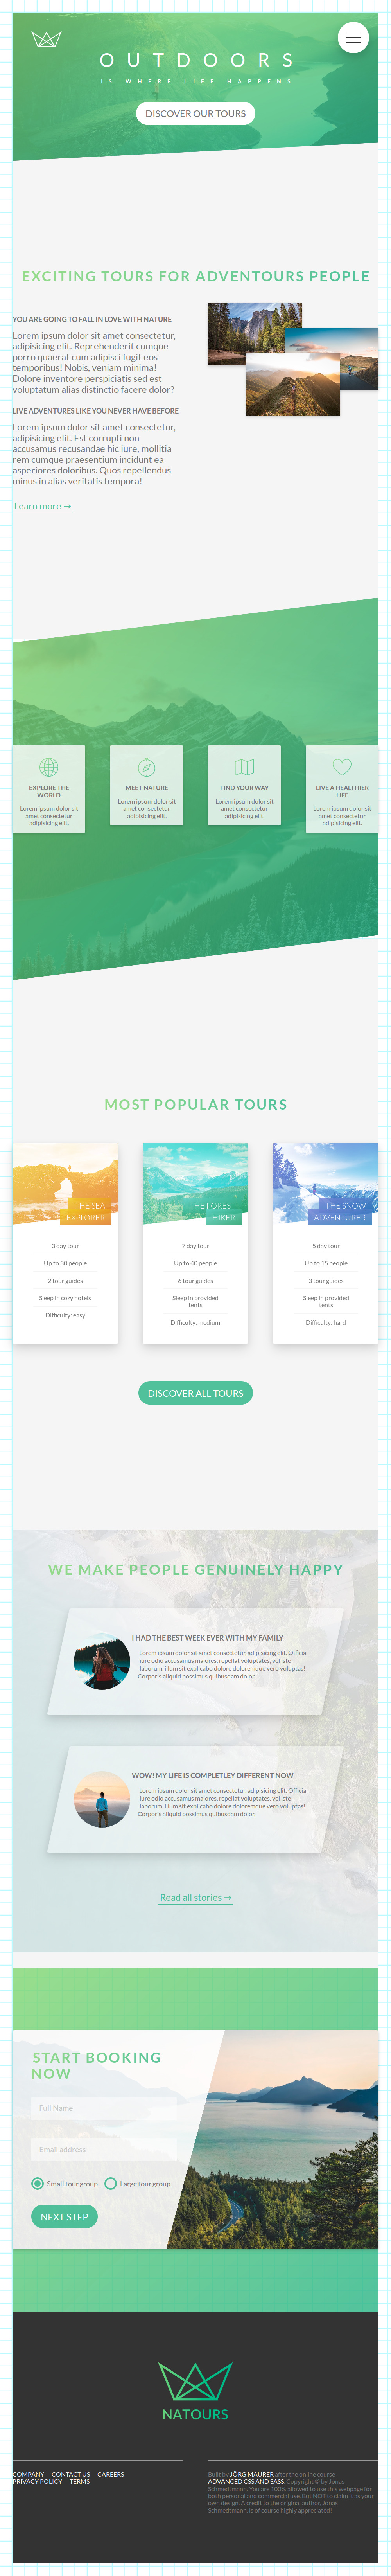 OUTDOORS
IS WHERE LIFE HAPPENS
DISCOVER OUR TOURS
EXCITING TOURS FOR ADVENTOURS PEOPLE
YOU ARE GOING TO FALL IN LOVE WITH NATURE
Lorem ipsum dolor sit amet consectetur,
adipisicing elit. Reprehenderit cumque
porro quaerat cum adipisci fugit eos
temporibus! Nobis, veniam minima!
Dolore inventore perspiciatis sed est
voluptatum alias distinctio facere dolor?
LIVE ADVENTURES LIKE YOU NEVER HAVE BEFORE
Lorem ipsum dolor sit amet consectetur,
adipisicing elit. Est corrupti non
accusamus recusandae hic iure, mollitia
rem cumque praesentium incidunt ea
asperiores doloribus. Quos repellendus
minus in alias veritatis tempora!
Learn more →
EXPLORE THE
WORLD
Lorem ipsum dolor sit
amet consectetur
adipisicing elit.
MEET NATURE
Lorem ipsum dolor sit
amet consectetur
adipisicing elit.
FIND YOUR WAY
Lorem ipsum dolor sit
amet consectetur
adipisicing elit.
LIVE A HEALTHIER
LIFE
Lorem ipsum dolor sit
amet consectetur
adipisicing elit.
MOST POPULAR TOURS
THE SEA
EXPLORER
3 day tour
Up to 30 people
2 tour guides
Sleep in cozy hotels
Difficulty: easy
THE FOREST
HIKER
7 day tour
Up to 40 people
6 tour guides
Sleep in provided
tents
Difficulty: medium
THE SNOW
ADVENTURER
5 day tour
Up to 15 people
3 tour guides
Sleep in provided
tents
Difficulty: hard
DISCOVER ALL TOURS
WE MAKE PEOPLE GENUINELY HAPPY
I HAD THE BEST WEEK EVER WITH MY FAMILY
Lorem ipsum dolor sit amet consectetur, adipisicing elit. Officia
iure odio accusamus maiores, repellat voluptates, vel iste
laborum, illum sit explicabo dolore doloremque vero voluptas!
Corporis aliquid possimus quibusdam dolor.
WOW! MY LIFE IS COMPLETLEY DIFFERENT NOW
Lorem ipsum dolor sit amet consectetur, adipisicing elit. Officia
iure odio accusamus maiores, repellat voluptates, vel iste
laborum, illum sit explicabo dolore doloremque vero voluptas!
Corporis aliquid possimus quibusdam dolor.
Read all stories →
START BOOKING
NOW
Full Name
Email address
Small tour group
Large tour group
NEXT STEP
NATOURS
COMPANY CONTACT US CAREERS
PRIVACY POLICY TERMS
Built by JÖRG MAURER after the online course
ADVANCED CSS AND SASS. Copyright © by Jonas
Schmedtmann. You are 100% allowed to use this webpage for
both personal and commercial use. But NOT to claim it as your
own design. A credit to the original author, Jonas
Schmedtmann, is of course highly appreciated!